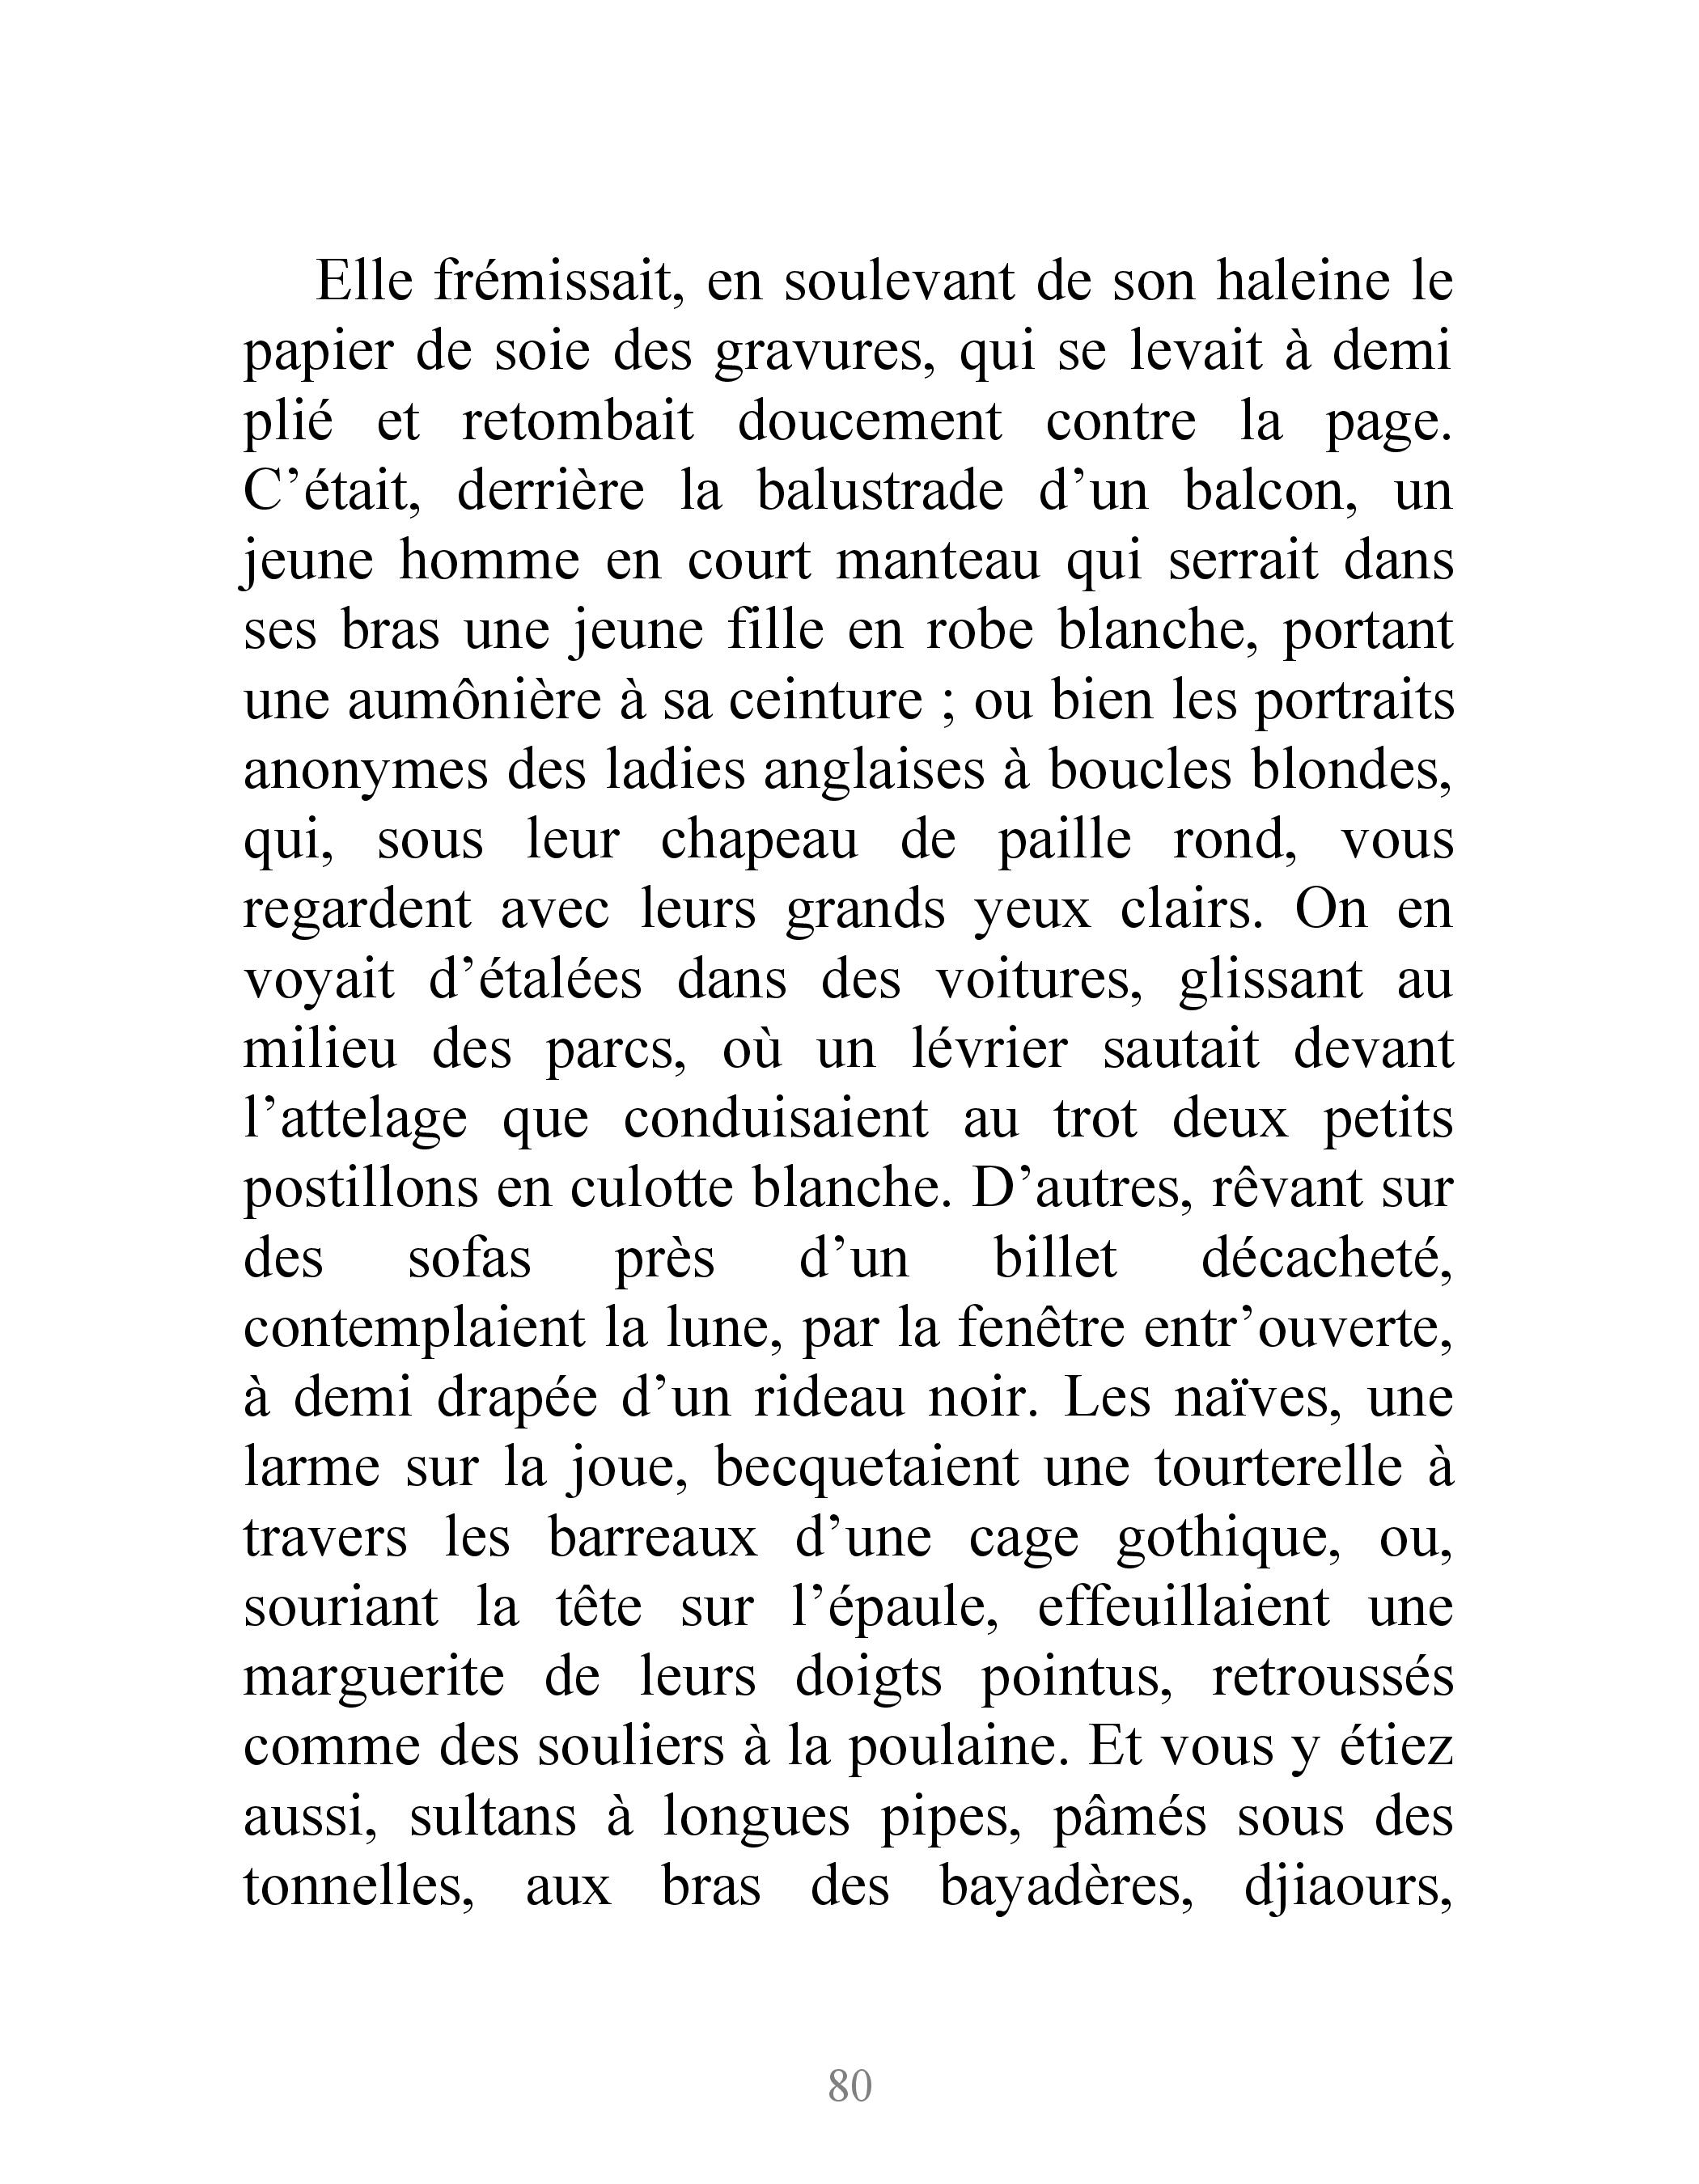 Elle frémissait, en soulevant de son haleine le
papier de soie des gravures, qui se levait à demi
plié et retombait doucement contre la page.
C’était, derrière la balustrade d’un balcon, un
jeune homme en court manteau qui serrait dans
ses bras une jeune fille en robe blanche, portant
une aumônière à sa ceinture ; ou bien les portraits
anonymes des ladies anglaises à boucles blondes,
qui, sous leur chapeau de paille rond, vous
regardent avec leurs grands yeux clairs. On en
voyait d’étalées dans des voitures, glissant au
milieu des parcs, où un lévrier sautait devant
l’attelage que conduisaient au trot deux petits
postillons en culotte blanche. D’autres, rêvant sur
des sofas près d’un billet décacheté,
contemplaient la lune, par la fenêtre entr’ouverte,
à demi drapée d’un rideau noir. Les naïves, une
larme sur la joue, becquetaient une tourterelle à
travers les barreaux d’une cage gothique, ou,
souriant la tête sur l’épaule, effeuillaient une
marguerite de leurs doigts pointus, retroussés
comme des souliers à la poulaine. Et vous y étiez
aussi, sultans à longues pipes, pâmés sous des
tonnelles, aux bras des bayadères, djiaours,
80